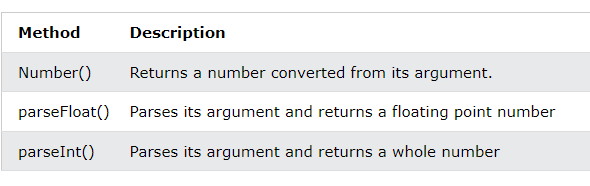 Method Description
Number() Returns a number converted from its argument.
parseFloat() Parses its argument and returns a floating point number
parseInt() Parses its argument and returns a whole number